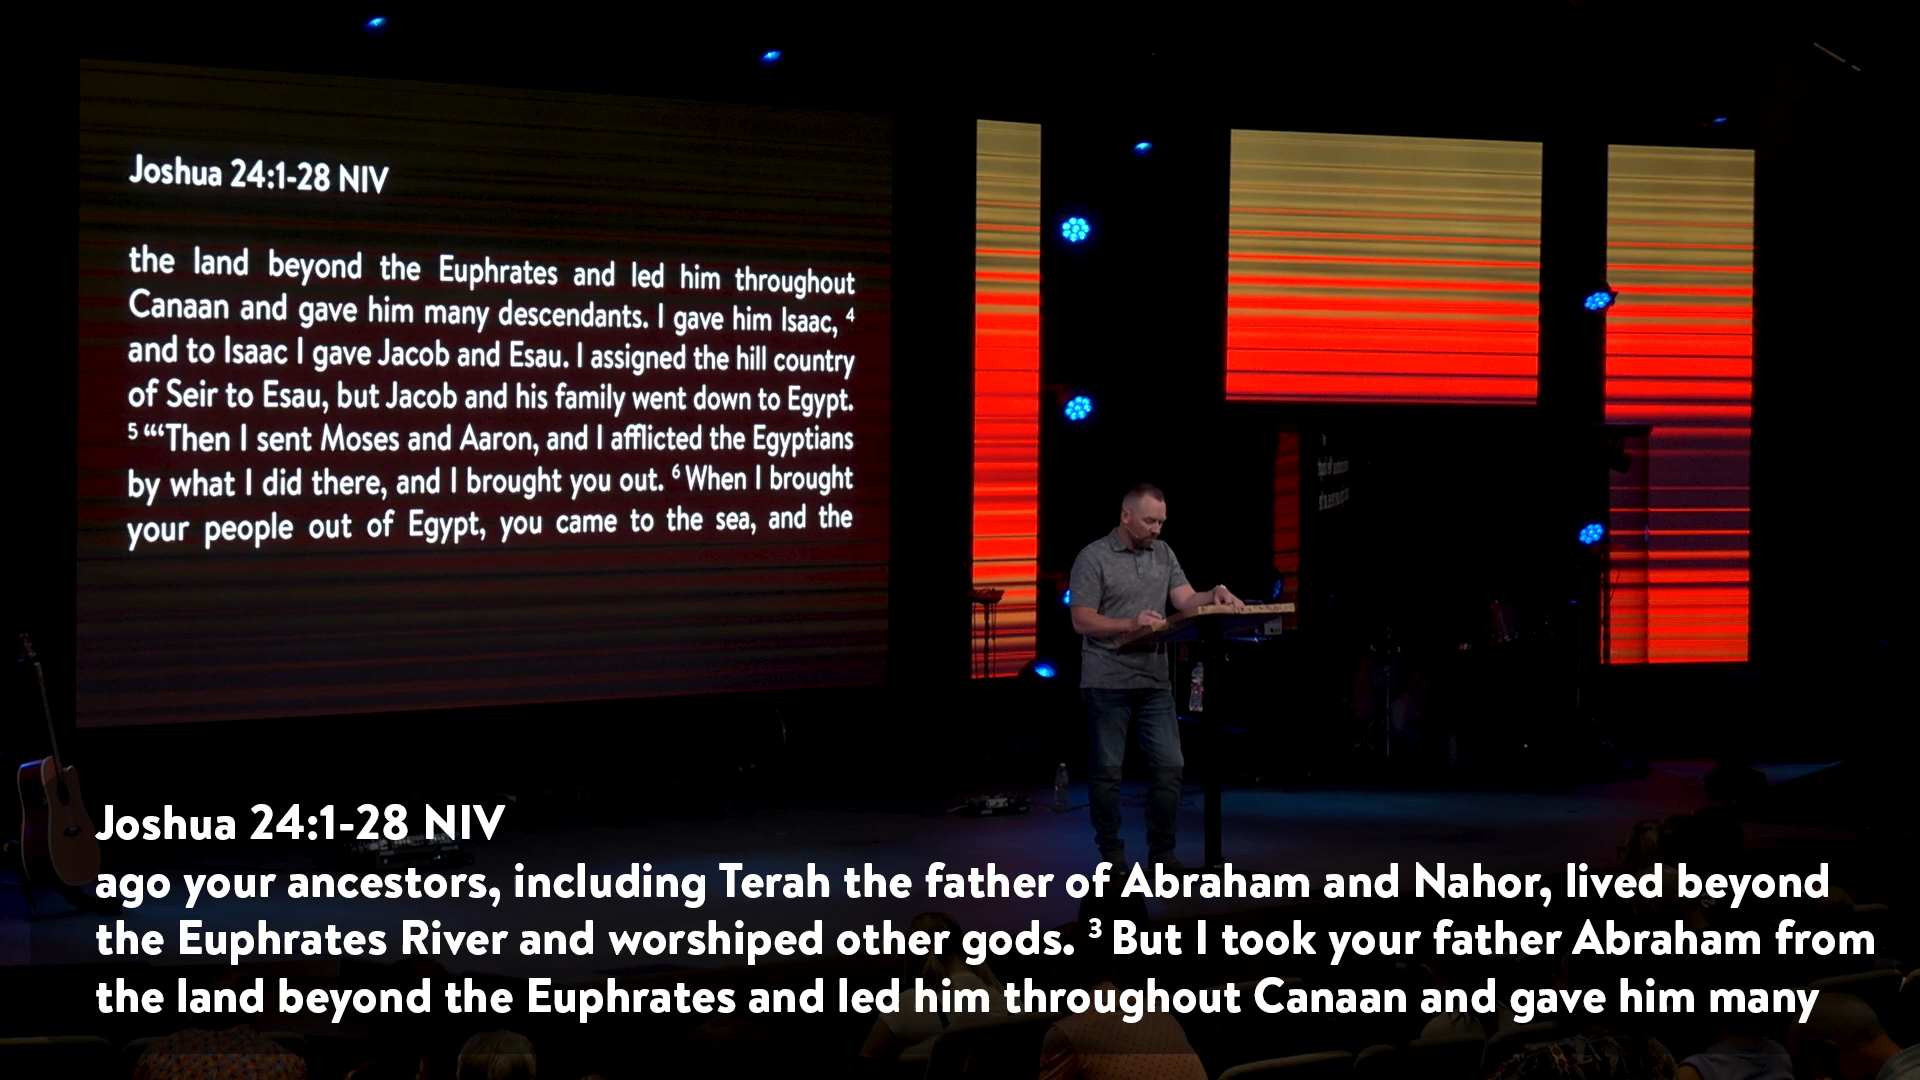 Joshua 24:1-28 NIV
the land beyond the Euphrates and led him throughout
Canaan and gave him many descendants. I gave him Isaac, ⁴
and to Isaac I gave Jacob and Esau. I assigned the hill country
of Seir to Esau, but Jacob and his family went down to Egypt.
⁵ “‘Then I sent Moses and Aaron, and I afflicted the Egyptians
by what I did there, and I brought you out. ⁶ When I brought
your people out of Egypt, you came to the sea, and the
Joshua 24:1-28 NIV
ago your ancestors, including Terah the father of Abraham and Nahor, lived beyond
the Euphrates River and worshiped other gods. ³ But I took your father Abraham from
the land beyond the Euphrates and led him throughout Canaan and gave him many